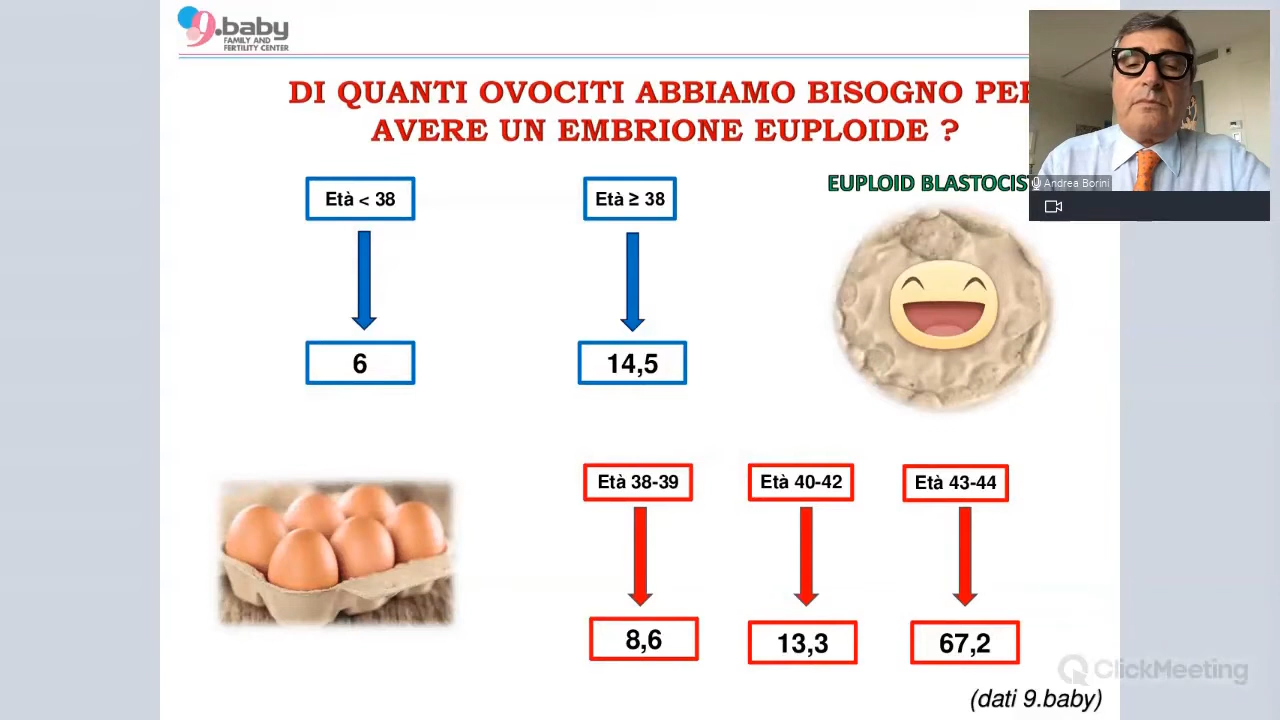 9.baby
FAMILY AND
FERTILITY CENTER
DI QUANTI OVOCITI ABBIAMO BISOGNO PER
AVERE UN EMBRIONE EUPLOIDE ?
Età < 38
Età ≥ 38
EUPLOID BLASTOCIST
Andrea Borini
6
14,5
Età 38-39
Età 40-42
Età 43-44
8,6
13,3
67,2
ClickMeeting
(dati 9.baby)